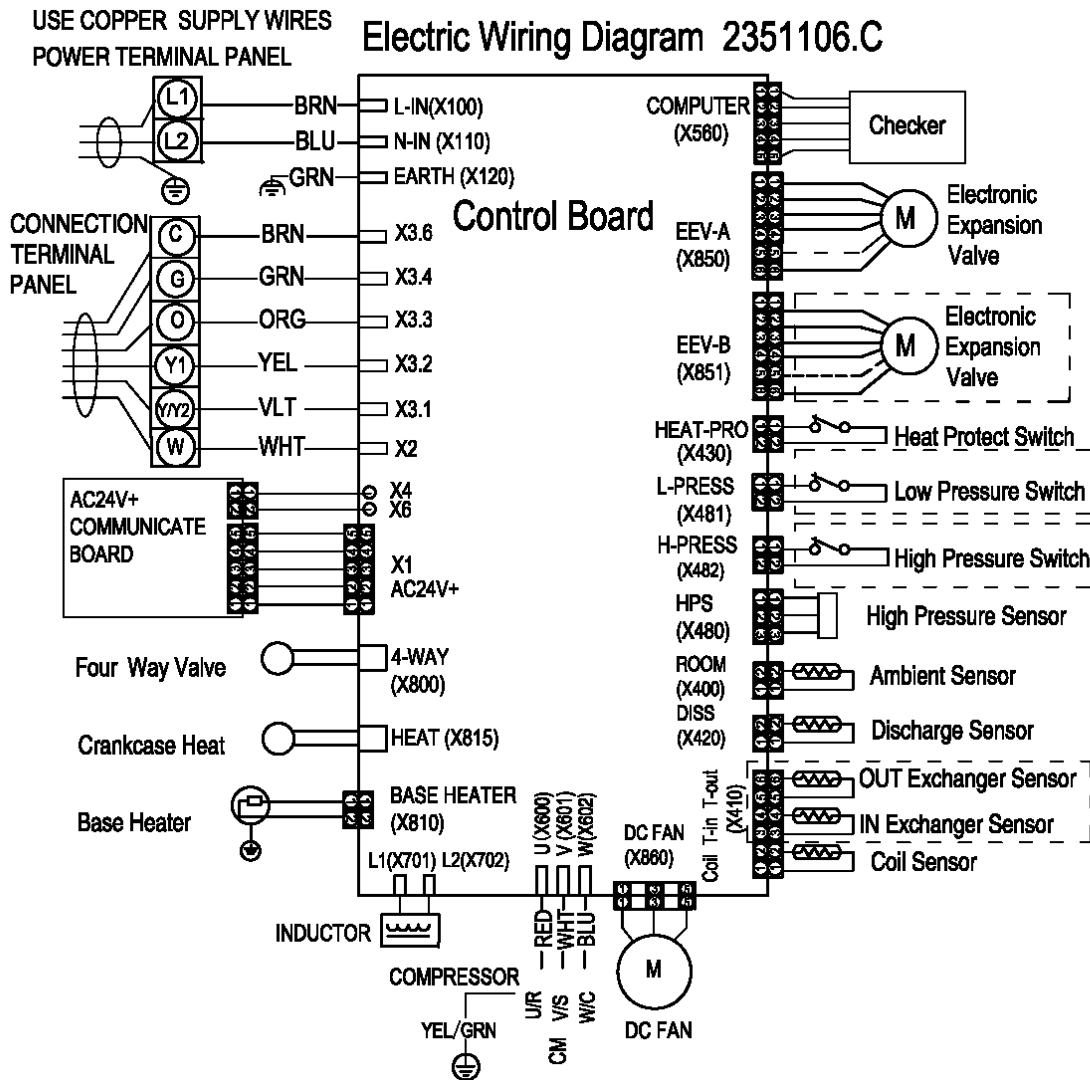 USE COPPER SUPPLY WIRES
POWER TERMINAL PANEL
Electric Wiring Diagram 2351106.C
L1
BRN
L-IN(X100)
L2
BLU
N-IN (X110)
GRN
EARTH (X120)
Control Board
CONNECTION
TERMINAL
PANEL
C
BRN
X3.6
G
GRN
X3.4
O
ORG
X3.3
Y1
YEL
X3.2
Y/Y2
VLT
X3.1
W
WHT
X2
AC24V+
COMMUNICATE
BOARD
X4
X6
X1
AC24V+
Four Way Valve
4-WAY
(X800)
Crankcase Heat
HEAT (X815)
Base Heater
BASE HEATER
(X810)
L1(X701) L2(X702)
INDUCTOR
COMPRESSOR
YEL/GRN
U(X600)
V (X601)
W(X602)
RED
WHT
BLU
U/R
V/S
W/C
CM
DC FAN
(X860)
1 3 5
1 3 5
M
DC FAN
COMPUTER
(X560)
Checker
EEV-A
(X850)
M
Electronic
Expansion
Valve
EEV-B
(X851)
M
Electronic
Expansion
Valve
HEAT-PRO
(X430)
Heat Protect Switch
L-PRESS
(X481)
Low Pressure Switch
H-PRESS
(X482)
High Pressure Switch
HPS
(X480)
High Pressure Sensor
ROOM
(X400)
Ambient Sensor
DISS
(X420)
Discharge Sensor
Coil T-in T-out
(X410)
OUT Exchanger Sensor
IN Exchanger Sensor
Coil Sensor